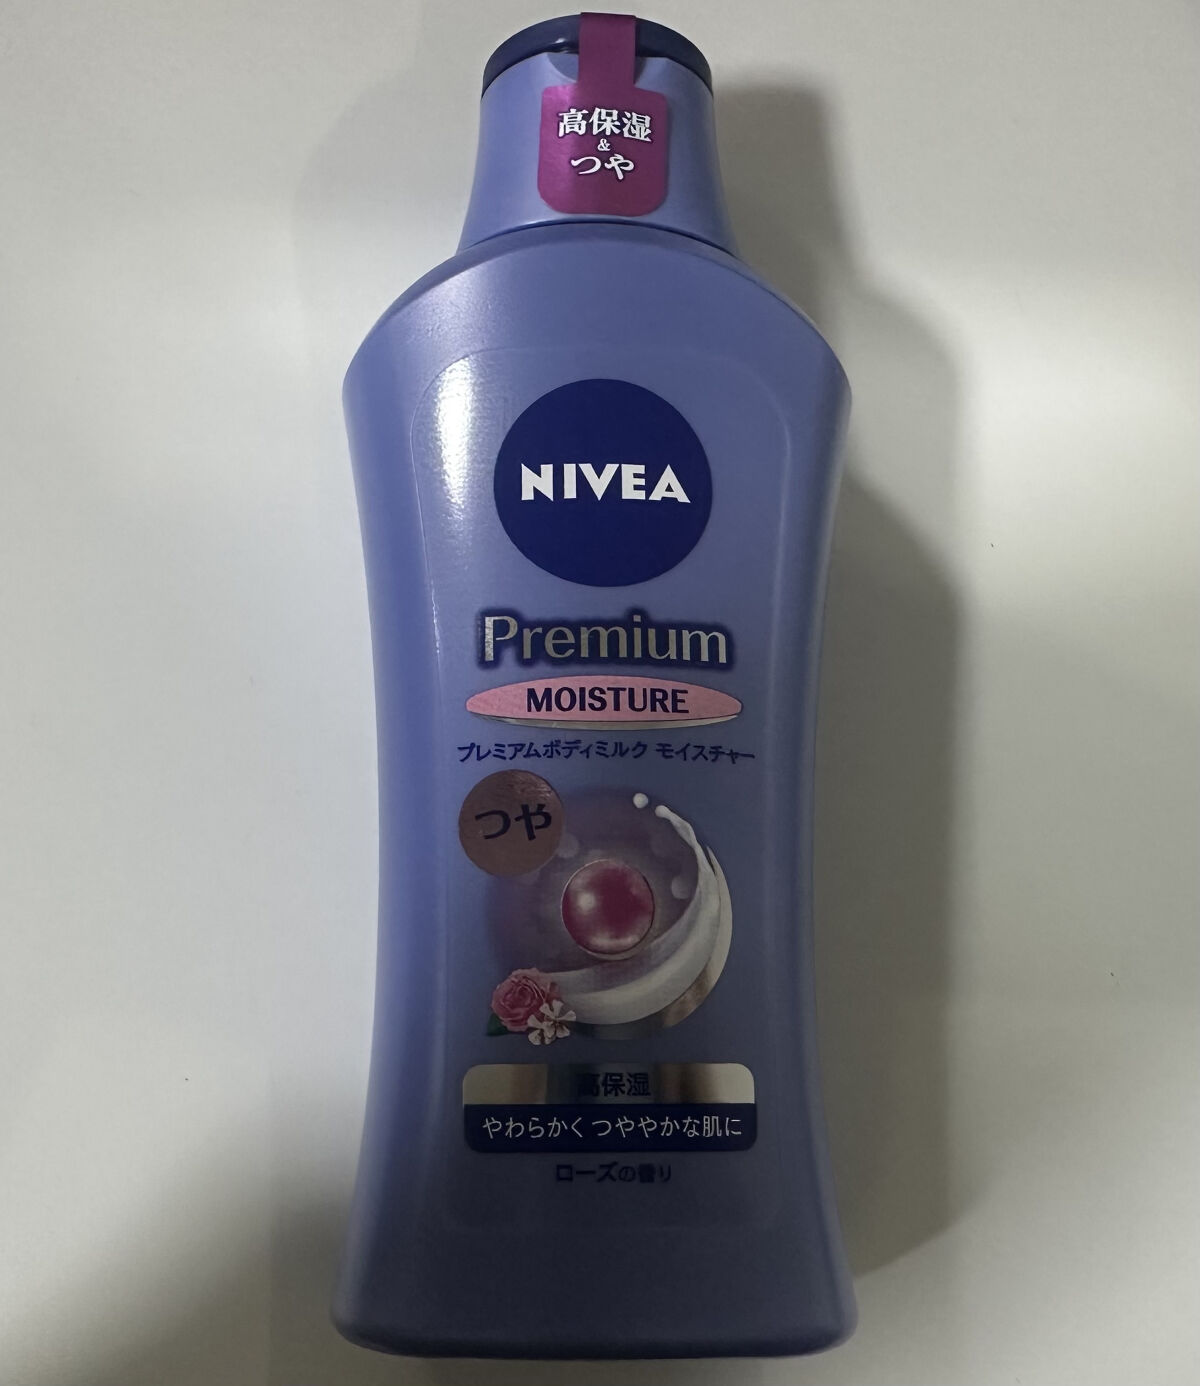 高保湿
&
つや
NIVEA
Premium
MOISTURE
プレミアムボディミルク モイスチャー
つや
高保湿
やわらかく つややかな肌に
ローズの香り